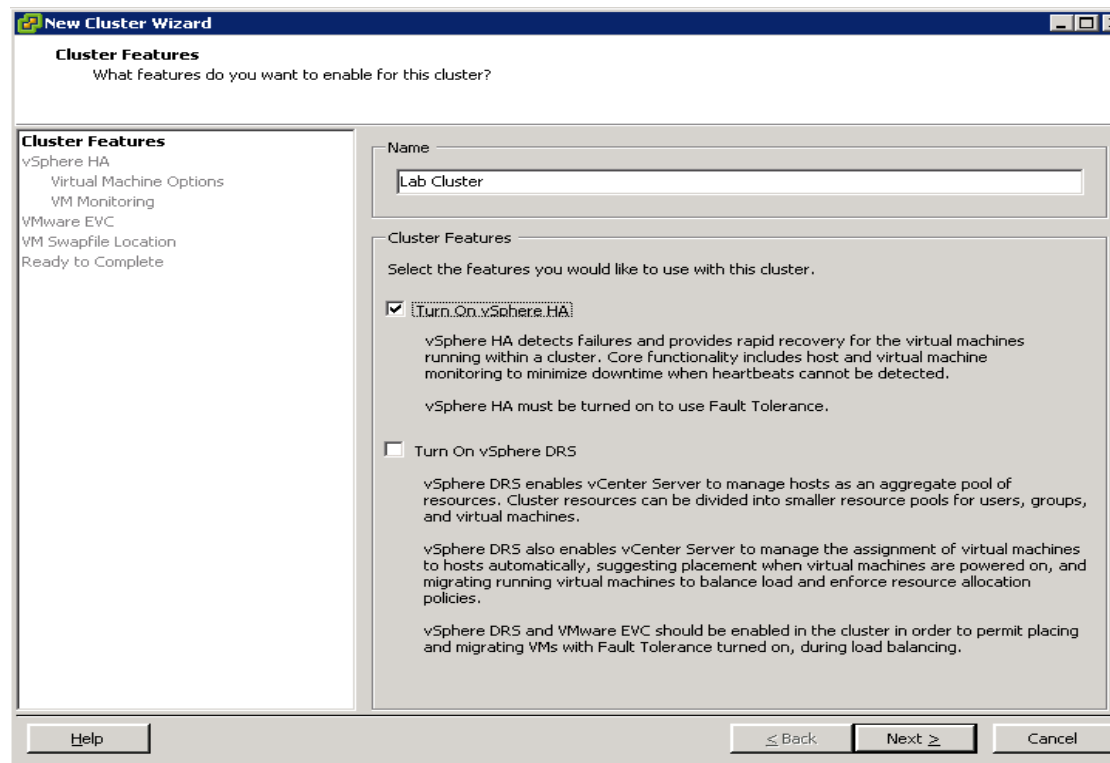 New Cluster Wizard
Cluster Features
What features do you want to enable for this cluster?
Cluster Features
vSphere HA
Virtual Machine Options
VM Monitoring
VMware EVC
VM Swapfile Location
Ready to Complete
Name
Lab Cluster
Cluster Features
Select the features you would like to use with this cluster.
Turn On vSphere HA
vSphere HA detects failures and provides rapid recovery for the virtual machines
running within a cluster. Core functionality includes host and virtual machine
monitoring to minimize downtime when heartbeats cannot be detected.
vSphere HA must be turned on to use Fault Tolerance.
Turn On vSphere DRS
vSphere DRS enables vCenter Server to manage hosts as an aggregate pool of
resources. Cluster resources can be divided into smaller resource pools for users, groups,
and virtual machines.
vSphere DRS also enables vCenter Server to manage the assignment of virtual machines
to hosts automatically, suggesting placement when virtual machines are powered on, and
migrating running virtual machines to balance load and enforce resource allocation
policies.
vSphere DRS and VMware EVC should be enabled in the cluster in order to permit placing
and migrating VMs with Fault Tolerance turned on, during load balancing.
Help
≤ Back
Next ≥
Cancel